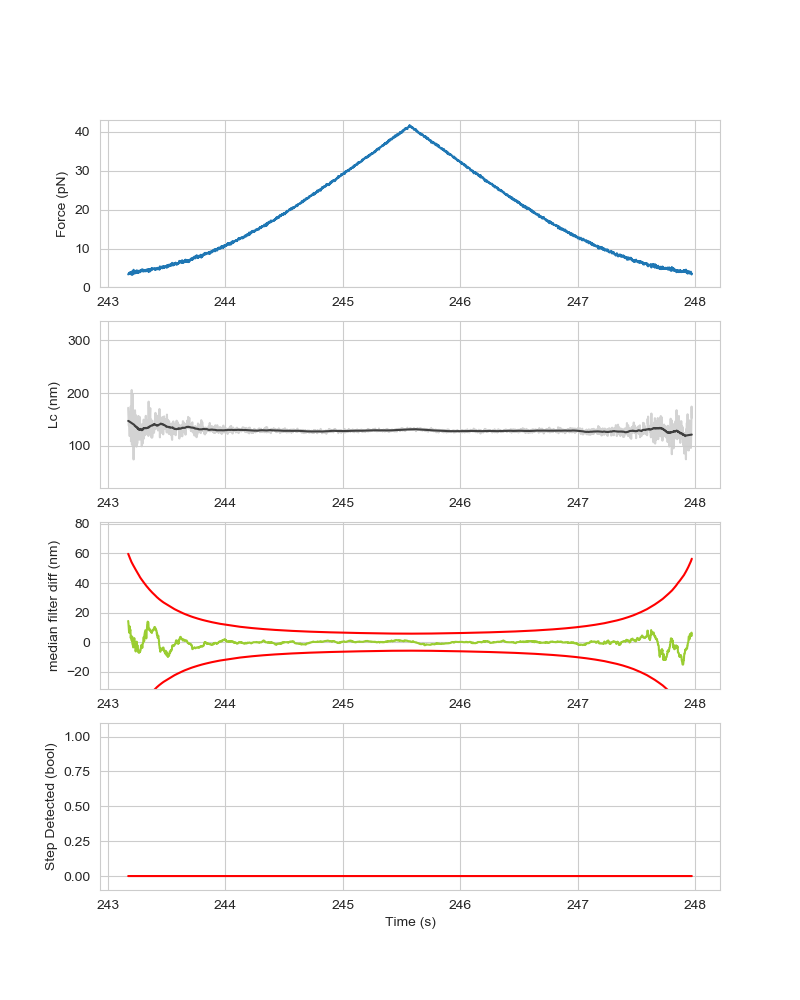 Force (pN)
40
30
20
10
0
243 244 245 246 247 248
Lc (nm)
300
200
100
243 244 245 246 247 248
median filter diff (nm)
80
60
40
20
0
−20
243 244 245 246 247 248
Step Detected (bool)
1.00
0.75
0.50
0.25
0.00
243 244 245 246 247 248
Time (s)